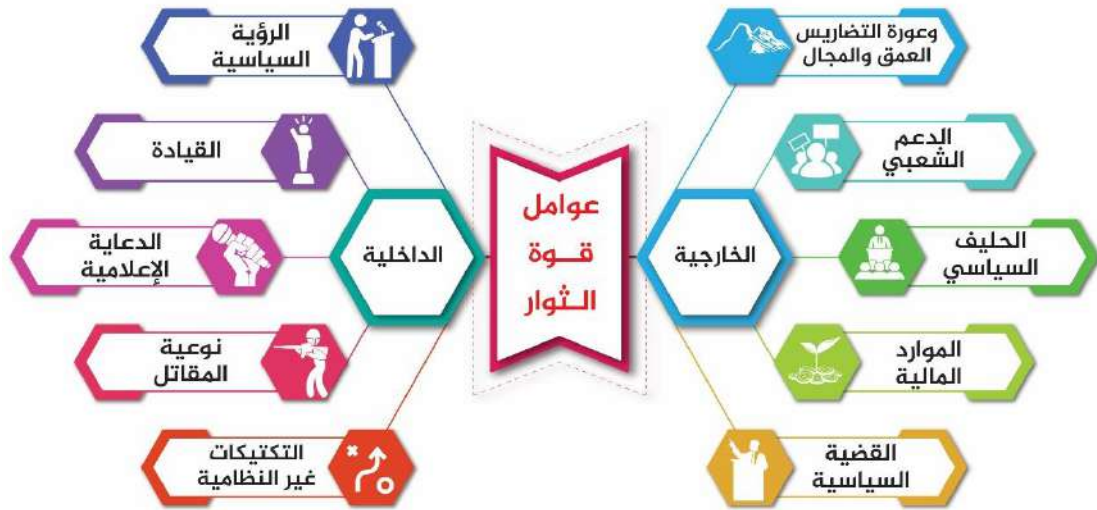 عوامل
قــوة
الـثوار
الخارجية
وعورة التضاريس
العمق والمجال
الدعم
الشعبي
الحليف
السياسي
الموارد
المالية
القضية
السياسية
الداخلية
الرؤية
السياسية
القيادة
الدعاية
الإعلامية
نوعية
المقاتل
التكتيكات
غير النظامية